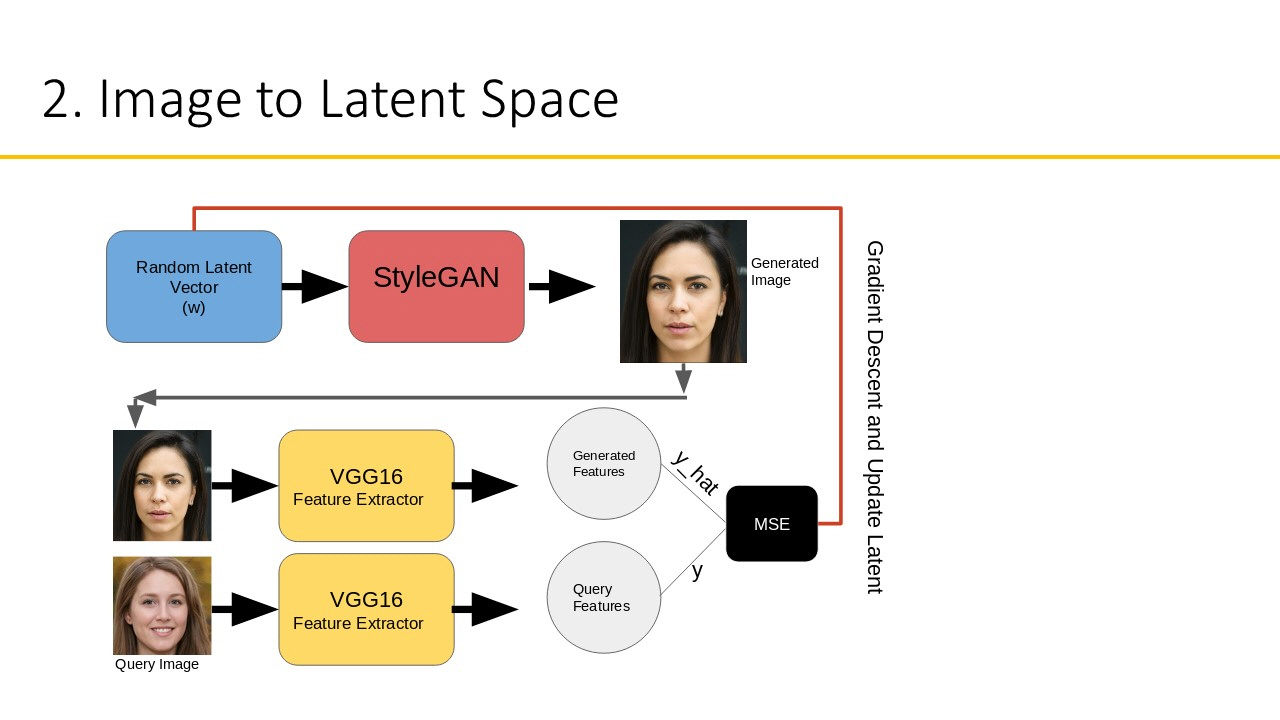 2. Image to Latent Space
Random Latent
Vector
(w)
StyleGAN
Generated
Image
Gradient Descent and Update Latent
VGG16
Feature Extractor
Generated
Features
y_hat
MSE
y
VGG16
Feature Extractor
Query
Features
Query Image